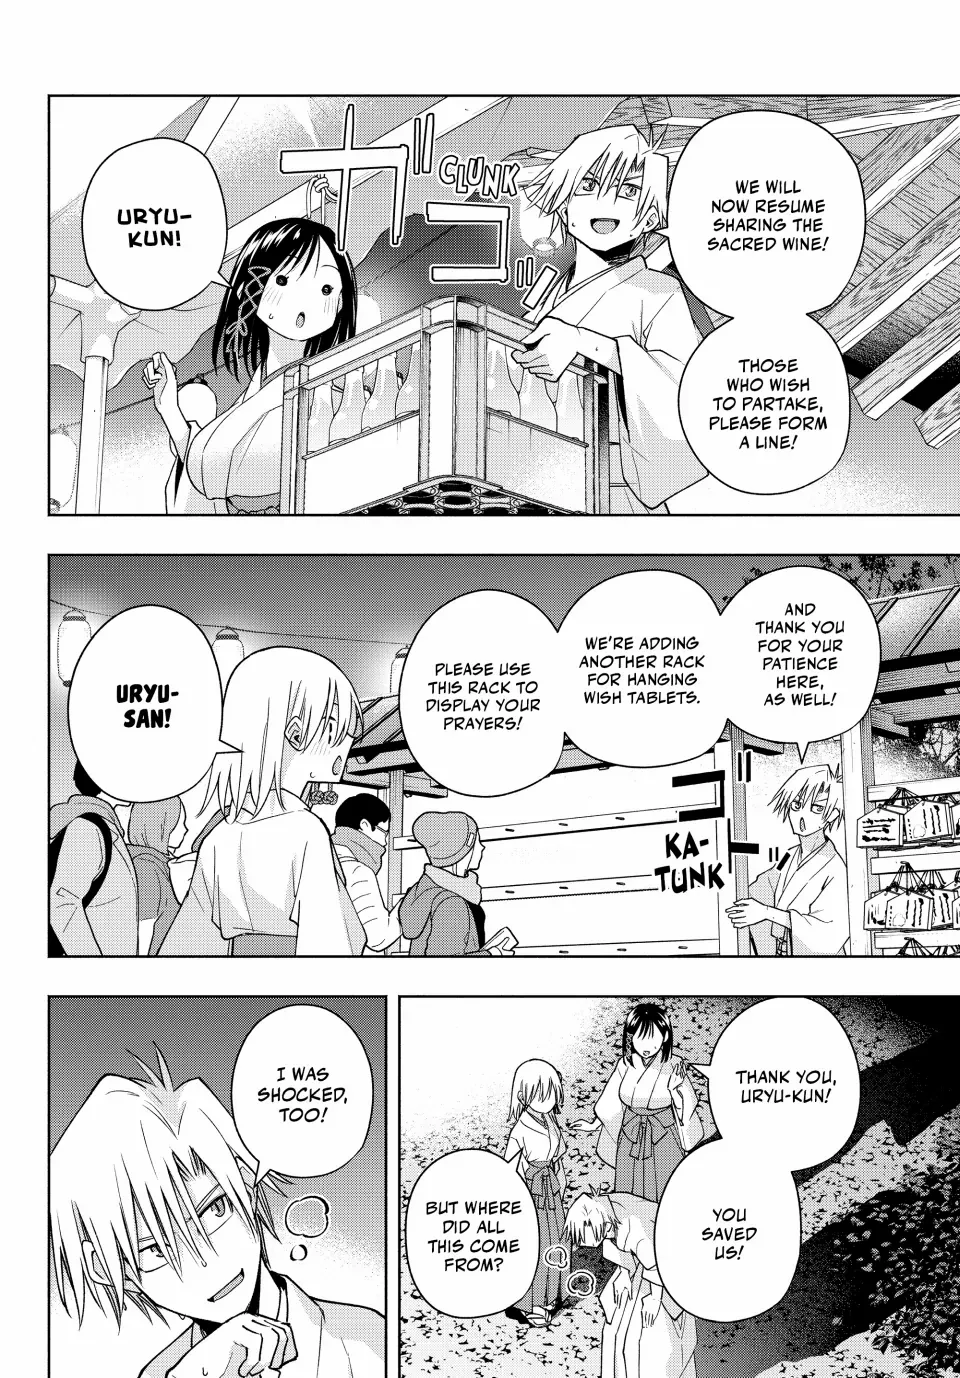 WE WILL
NOW RESUME
SHARING THE
SACRED WINE!
THOSE
WHO WISH
TO PARTAKE,
PLEASE FORM
A LINE!
ガコ
CLUNK
URYU-
KUN!
AND
THANK YOU
FOR YOUR
PATIENCE
HERE,
AS WELL!
WE'RE ADDING
ANOTHER RACK
FOR HANGING
WISH TABLETS.
PLEASE USE
THIS RACK TO
DISPLAY YOUR
PRAYERS!
KA-
TUNK
URYU-
SAN!
THANK YOU,
URYU-KUN!
YOU
SAVED
US!
BUT WHERE
DID ALL
THIS COME
FROM?
I WAS
SHOCKED,
TOO!